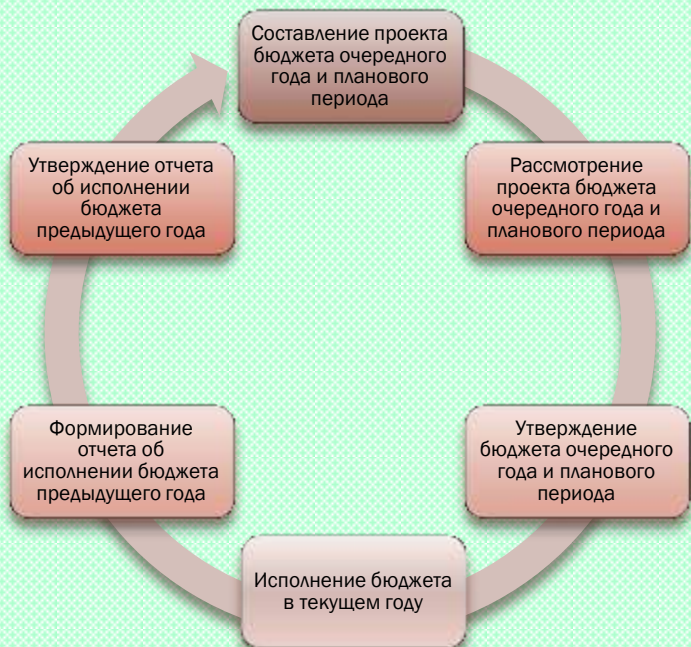 Составление проекта
бюджета очередного
года и планового
периода
Рассмотрение
проекта бюджета
очередного года и
планового периода
Утверждение
бюджета очередного
года и планового
периода
Исполнение бюджета
в текущем году
Формирование
отчета об
исполнении бюджета
предыдущего года
Утверждение отчета
об исполнении
бюджета
предыдущего года